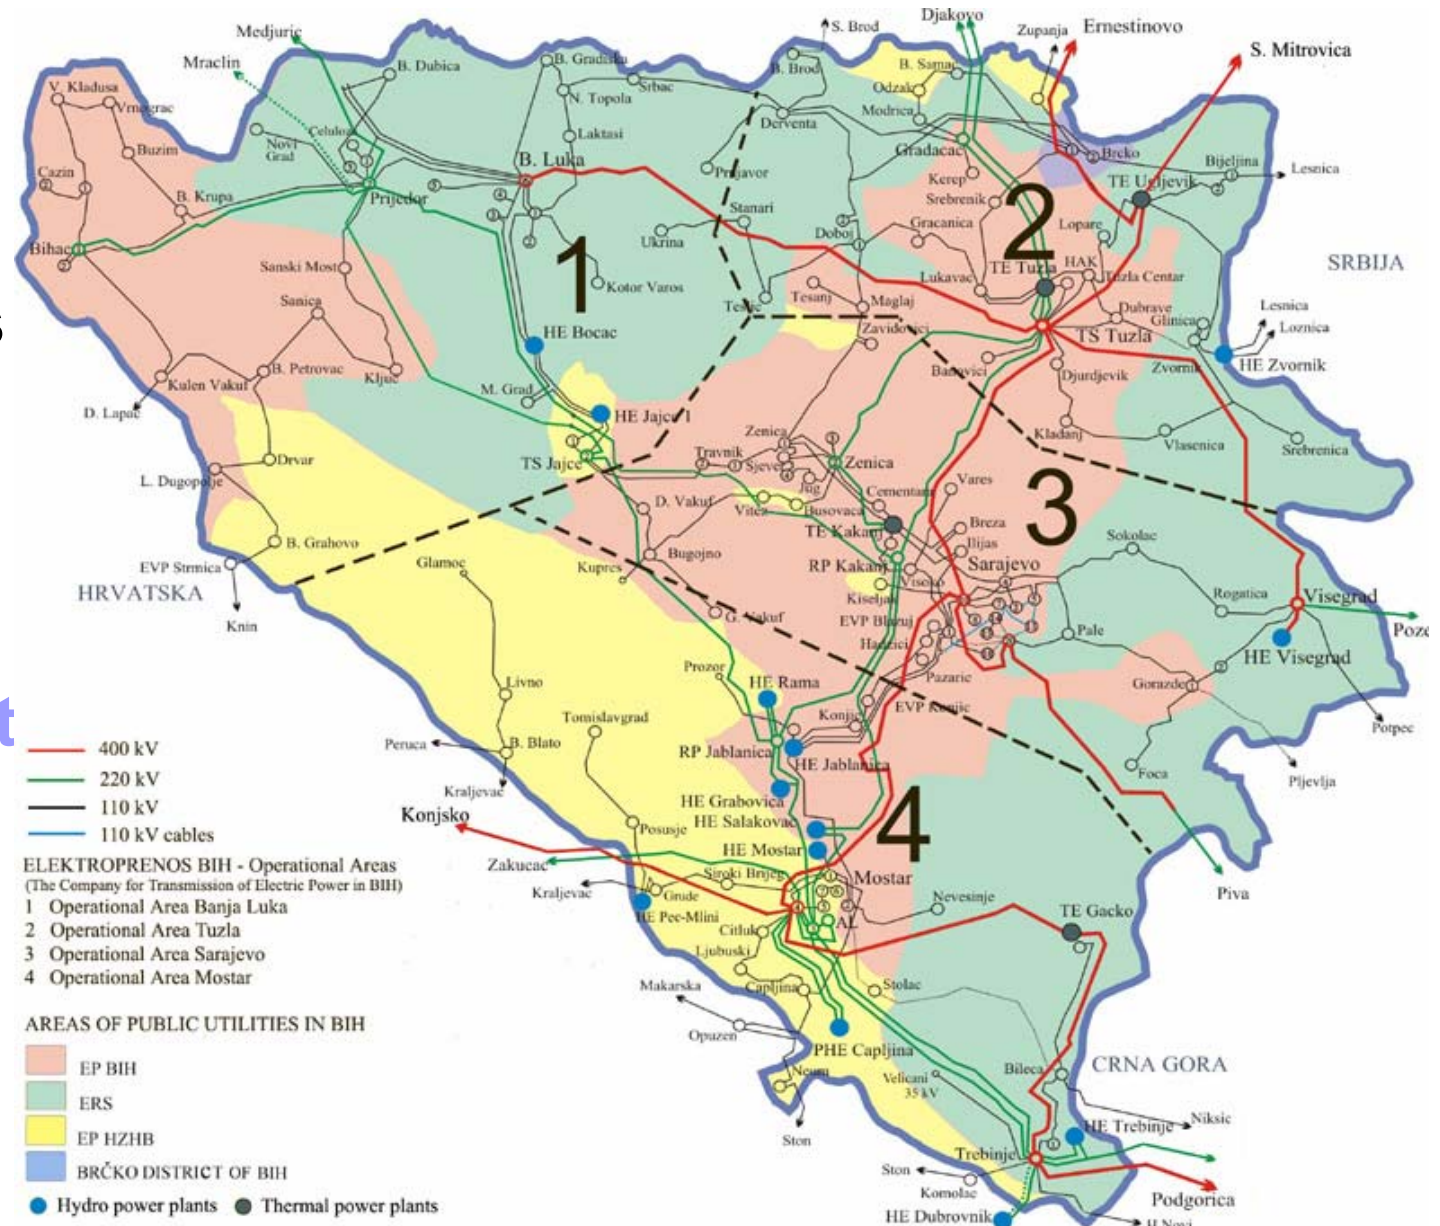 Medjuric
Djakovo
Zupanja
Ernestinovo
S. Brod
S. Mitrovica
Mraclin
B. Dubica
B. Gradiska
B. Brod
B. Samac
V. Kladusa
Vrnograc
N. Topola
Srbac
Odzak
Modrica
Derventa
Celuloza
Novi
Grad
Laktasi
Buzim
Cazin
B. Luka
Prnjavor
Gradacac
Brcko
Bijeljina
Lesnica
Kerep
TE Ugljevik
B. Krupa
Prijedor
Srebrenik
Stanari
Gracanica
Lopare
2
Bihac
Ukrina
Doboj
1
Sanski Most
TE Tuzla
HAK
SRBIJA
Lukavac
Tuzla Centar
Kotor Varos
Teslic
Tesanj
Maglaj
Sanica
Dubrave
Glinica
Lesnica
Loznica
HE Bocac
Zavidovici
TS Tuzla
HE Zvornik
Zvornik
Kulen Vakuf
B. Petrovac
Kljuc
Banovici
Djurdjevik
M. Grad
D. Lapac
HE Jajce 1
Zenica
Kladanj
Vlasenica
Srebrenica
Drvar
TS Jajce
Travnik
Sjever
Zenica
L. Dugopolje
Jug
Vares
3
D. Vakuf
Vitez
Busovaca
Cementara
TE Kakanj
Breza
Ilijas
Sokolac
B. Grahovo
Bugojno
EVP Strmica
Glamoc
Kupres
RP Kakanj
Visoko
Sarajevo
HRVATSKA
Kiseljak
Rogatica
Visegrad
Knin
G. Vakuf
EVP Blazuj
Hadzici
Pale
HE Visegrad
Prozor
Pazaric
Gorazde
Livno
HE Rama
EVP Konjic
Tomislavgrad
Konjic
Potpec
Peruca
B. Blato
RP Jablanica
HE Jablanica
Foca
Pljevlja
Kraljevac
HE Grabovica
4
Konjsko
HE Salakovac
Posusje
HE Mostar
Zakucac
Siroki Brijeg
Mostar
Piva
Kraljevac
Grude
Nevesinje
HE Pec-Mlini
AL
TE Gacko
Citluk
Ljubuski
Makarska
Capljina
Stolac
Opuzen
PHE Capljina
Velicani
35 kV
Bileca
CRNA GORA
Neum
Niksic
HE Trebinje
Ston
Trebinje
Ston
Komolac
Podgorica
HE Dubrovnik
400 kV
220 kV
110 kV
110 kV cables
ELEKTROPRENOS BIH - Operational Areas
(The Company for Transmission of Electric Power in BIH)
1 Operational Area Banja Luka
2 Operational Area Tuzla
3 Operational Area Sarajevo
4 Operational Area Mostar
AREAS OF PUBLIC UTILITIES IN BIH
EP BIH
ERS
EP HZHB
BRČKO DISTRICT OF BIH
Hydro power plants
Thermal power plants